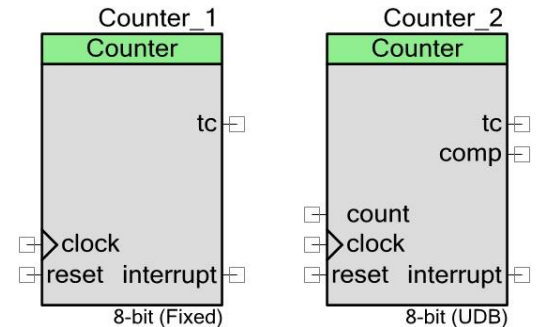 Counter_1
Counter
tc
clock
reset interrupt
8-bit (Fixed)
Counter_2
Counter
tc
comp
count
clock
reset interrupt
8-bit (UDB)